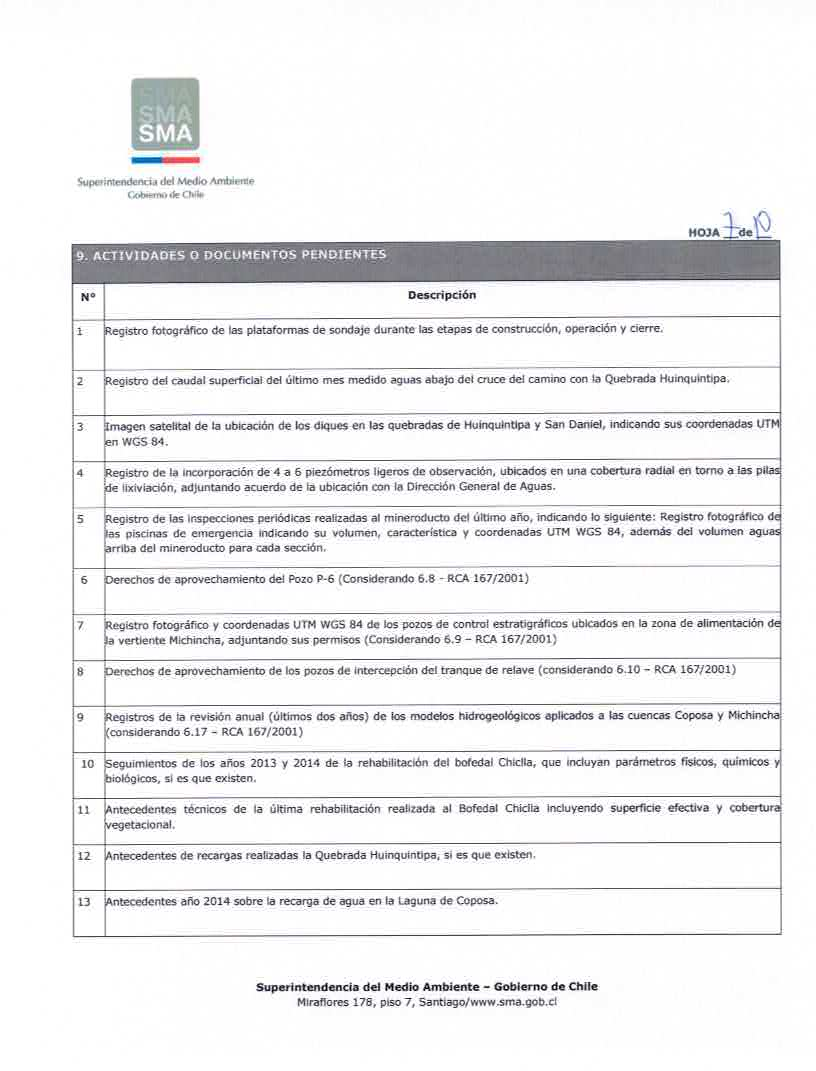 SMA
SMA
SMA
Superintendencia del Medio Ambiente
Gobierno de Chile
HOJA 7 de 10
9. ACTIVIDADES O DOCUMENTOS PENDIENTES
N° Descripción
1 Registro fotográfico de las plataformas de sondaje durante las etapas de construcción, operación y cierre.
2 Registro del caudal superficial del último mes medido aguas abajo del cruce del camino con la Quebrada Huinquintipa.
3 Imagen satelital de la ubicación de los diques en las quebradas de Huinquintipa y San Daniel, indicando sus coordenadas UTM
en WGS 84.
4 Registro de la incorporación de 4 a 6 piezómetros ligeros de observación, ubicados en una cobertura radial en torno a las pilas
de lixiviación, adjuntando acuerdo de la ubicación con la Dirección General de Aguas.
5 Registro de las inspecciones periódicas realizadas al mineroducto del último año, indicando lo siguiente: Registro fotográfico de
las piscinas de emergencia indicando su volumen, característica y coordenadas UTM WGS 84, además del volumen aguas
arriba del mineroducto para cada sección.
6 Derechos de aprovechamiento del Pozo P-6 (Considerando 6.8 - RCA 167/2001)
7 Registro fotográfico y coordenadas UTM WGS 84 de los pozos de control estratigráficos ubicados en la zona de alimentación de
la vertiente Michincha, adjuntando sus permisos (Considerando 6.9 – RCA 167/2001)
8 Derechos de aprovechamiento de los pozos de intercepción del tranque de relave (considerando 6.10 – RCA 167/2001)
9 Registros de la revisión anual (últimos dos años) de los modelos hidrogeológicos aplicados a las cuencas Coposa y Michincha
(considerando 6.17 – RCA 167/2001)
10 Seguimientos de los años 2013 y 2014 de la rehabilitación del bofedal Chiclla, que incluyan parámetros físicos, químicos y
biológicos, si es que existen.
11 Antecedentes técnicos de la última rehabilitación realizada al Bofedal Chiclla incluyendo superficie efectiva y cobertura
vegetacional.
12 Antecedentes de recargas realizadas la Quebrada Huinquintipa, si es que existen.
13 Antecedentes año 2014 sobre la recarga de agua en la Laguna de Coposa.
Superintendencia del Medio Ambiente – Gobierno de Chile
Miraflores 178, piso 7, Santiago/www.sma.gob.cl